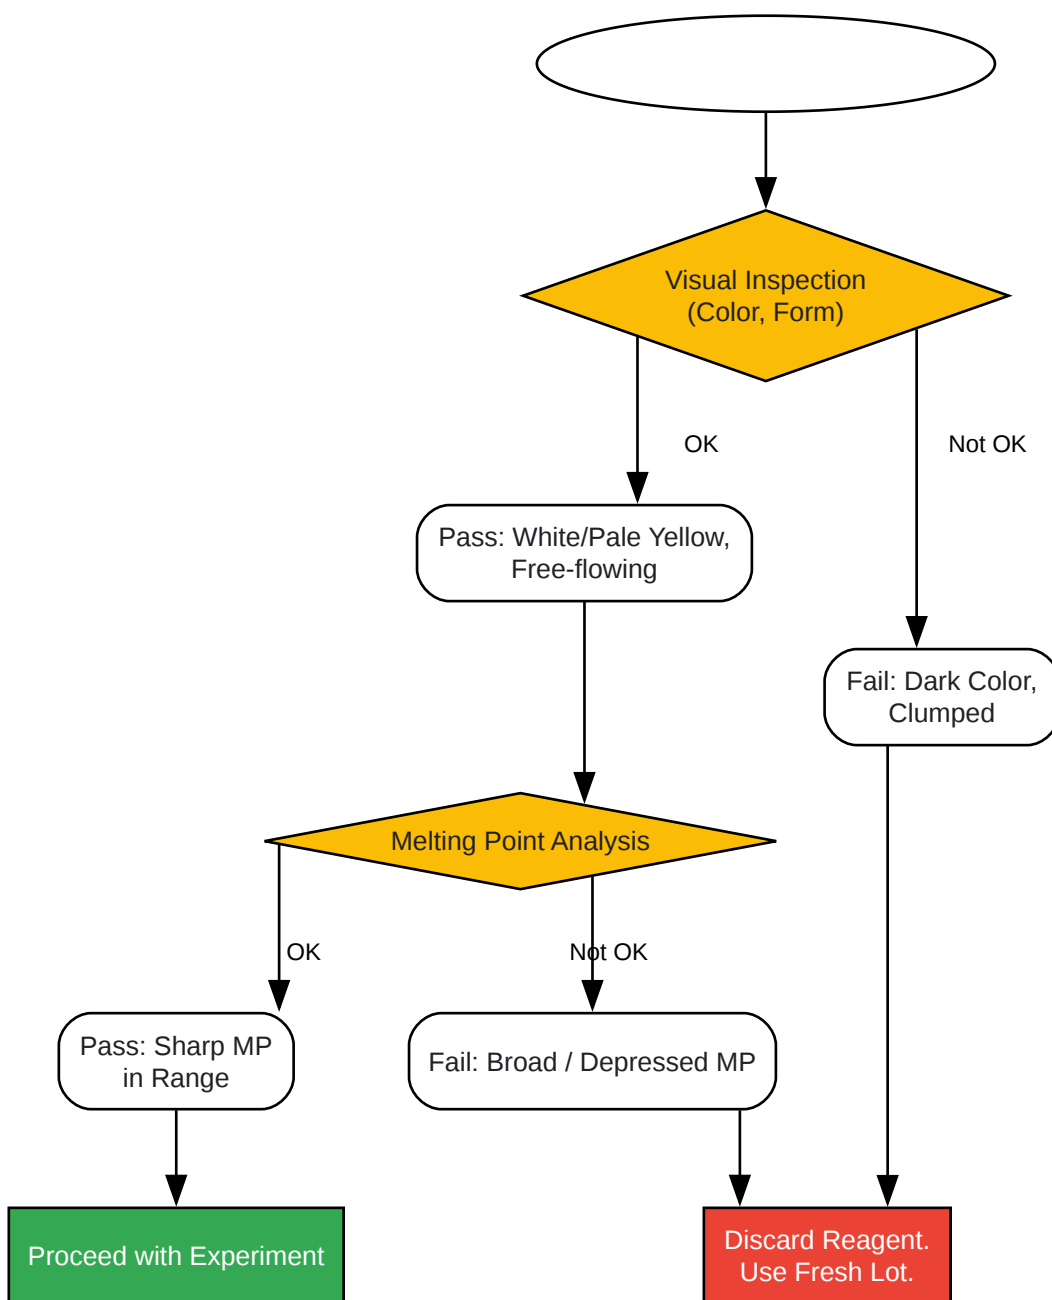 Visual Inspection
(Color, Form)
OK
Not OK
Pass: White/Pale Yellow,
Free-flowing
Fail: Dark Color,
Clumped
Melting Point Analysis
OK
Not OK
Pass: Sharp MP
in Range
Fail: Broad / Depressed MP
Proceed with Experiment
Discard Reagent.
Use Fresh Lot.